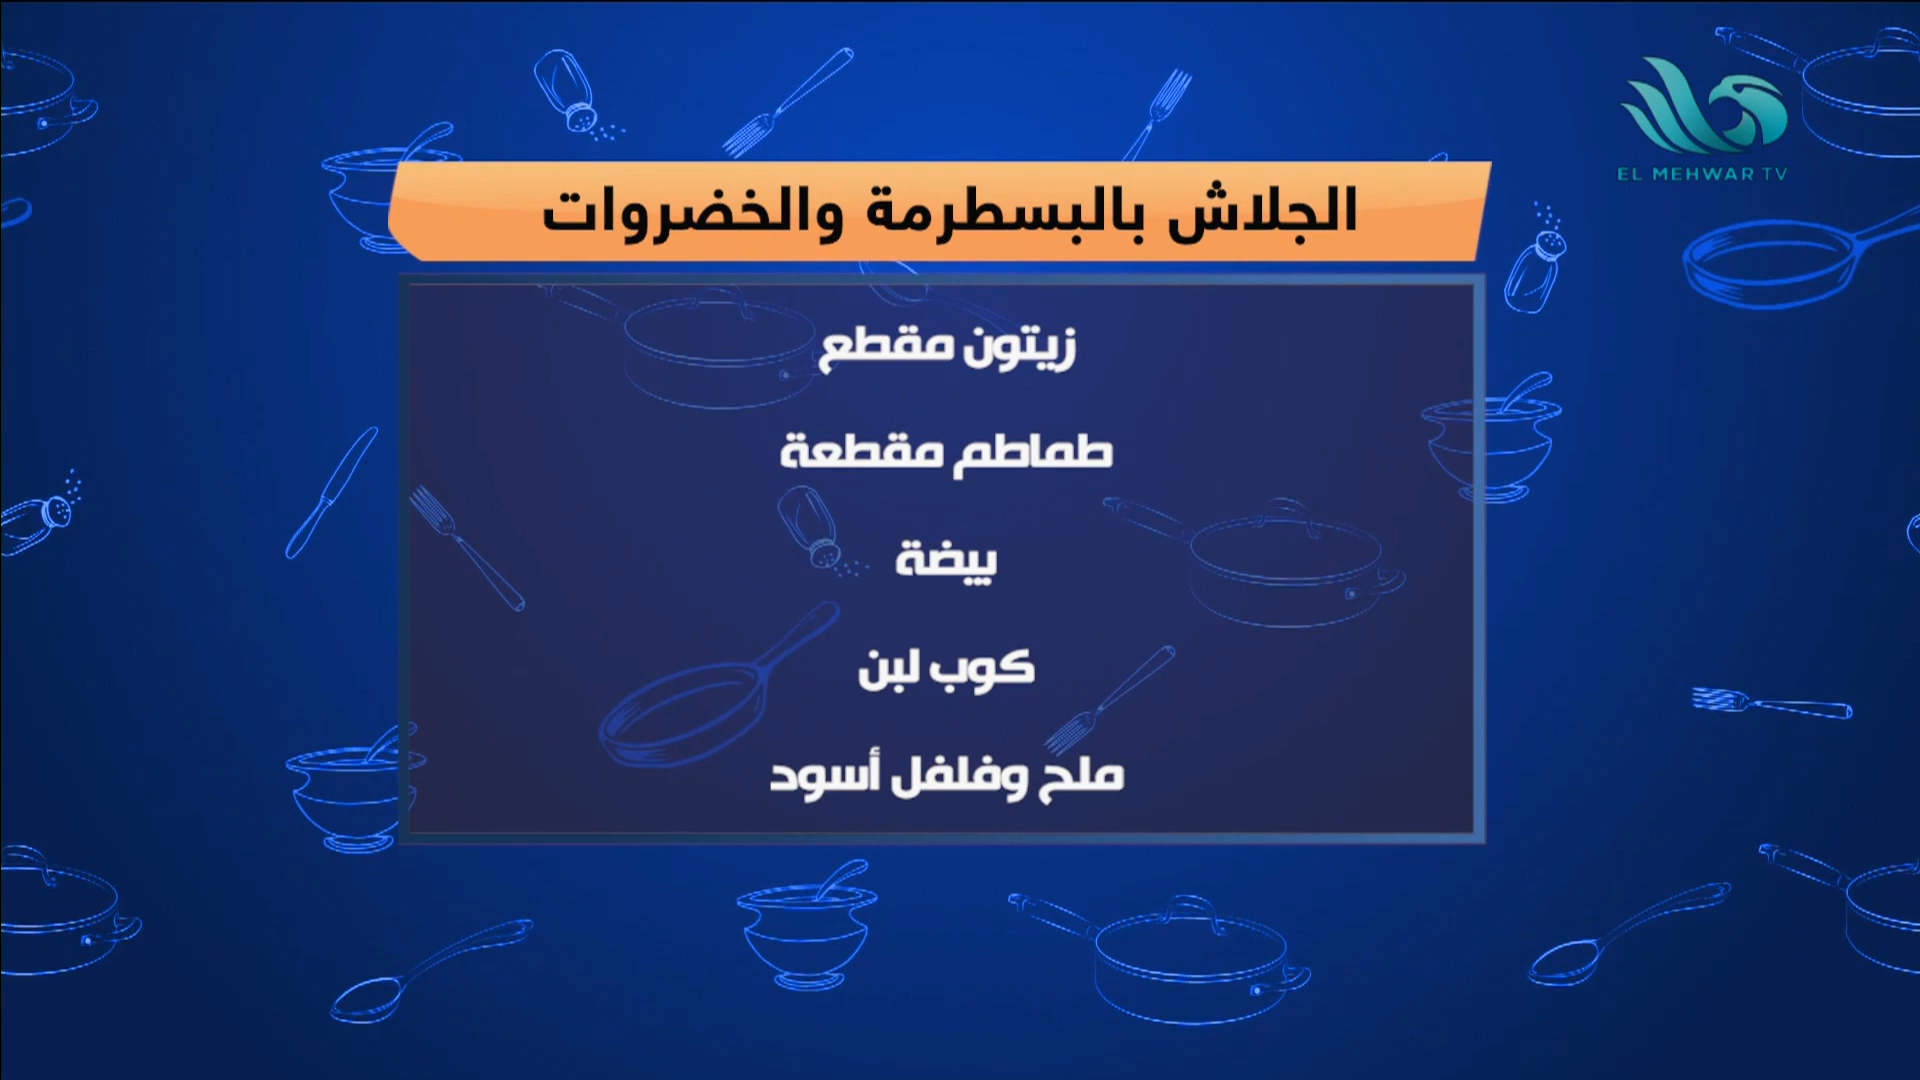 EL MEHWAR TV
الجلاش بالبسطرمة والخضروات
زيتون مقطع
طماطم مقطعة
بيضة
كوب لبن
ملح وفلفل أسود